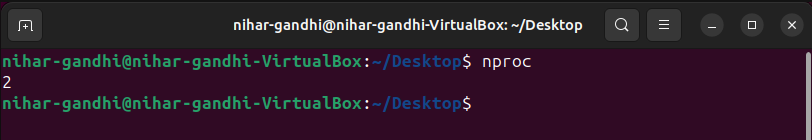 nihar-gandhi@nihar-gandhi-VirtualBox: ~/Desktop
nihar-gandhi@nihar-gandhi-VirtualBox:~/Desktop$ nproc
2
nihar-gandhi@nihar-gandhi-VirtualBox:~/Desktop$